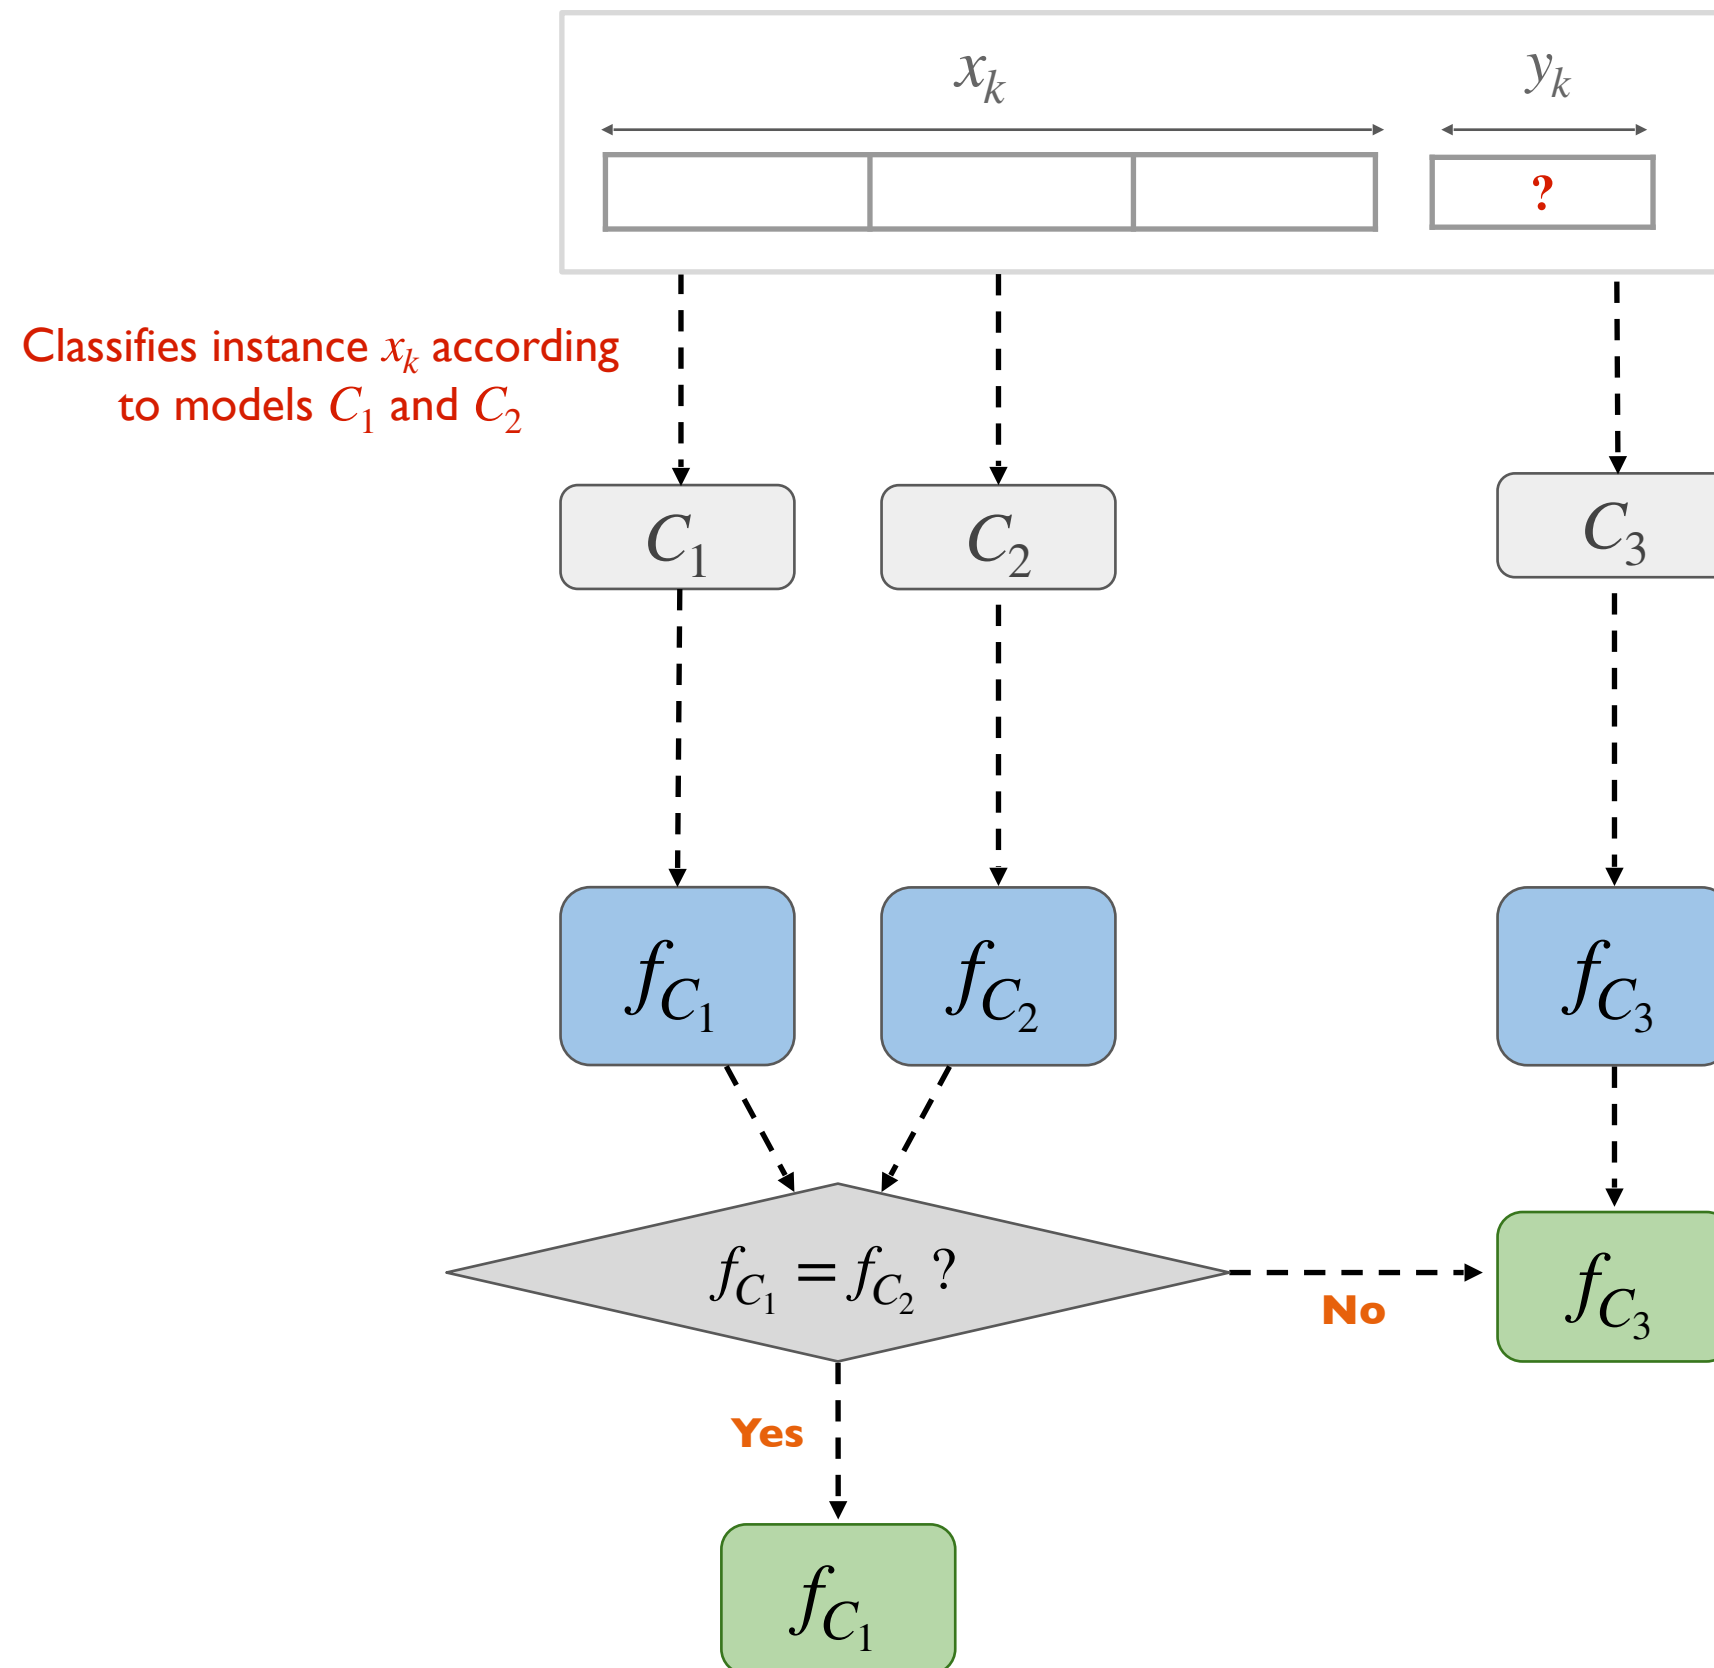 x_k y_k
?
Classifies instance x_k according
to models C_1 and C_2
C_1 C_2 C_3
f_{C_1} f_{C_2} f_{C_3}
f_{C_1} = f_{C_2} ?
No
f_{C_3}
Yes
f_{C_1}